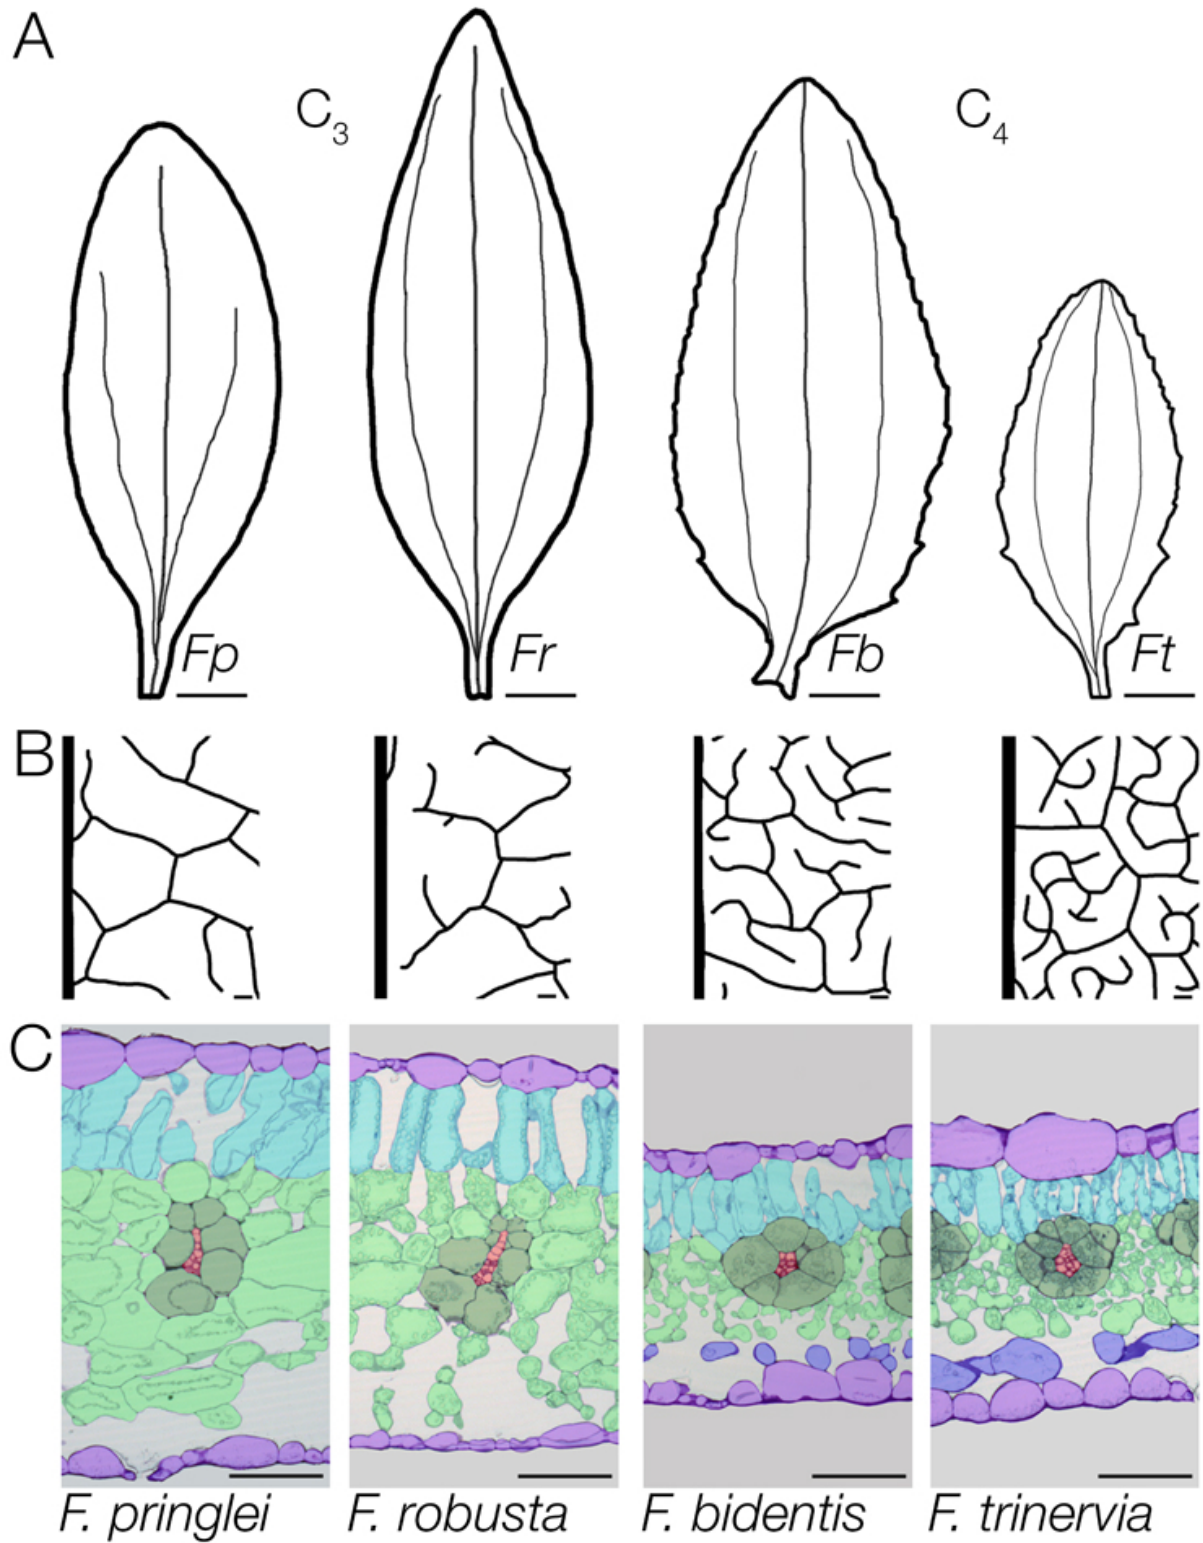 A
C3
C4
Fp
Fr
Fb
Ft
B
C
F. pringlei
F. robusta
F. bidentis
F. trinervia